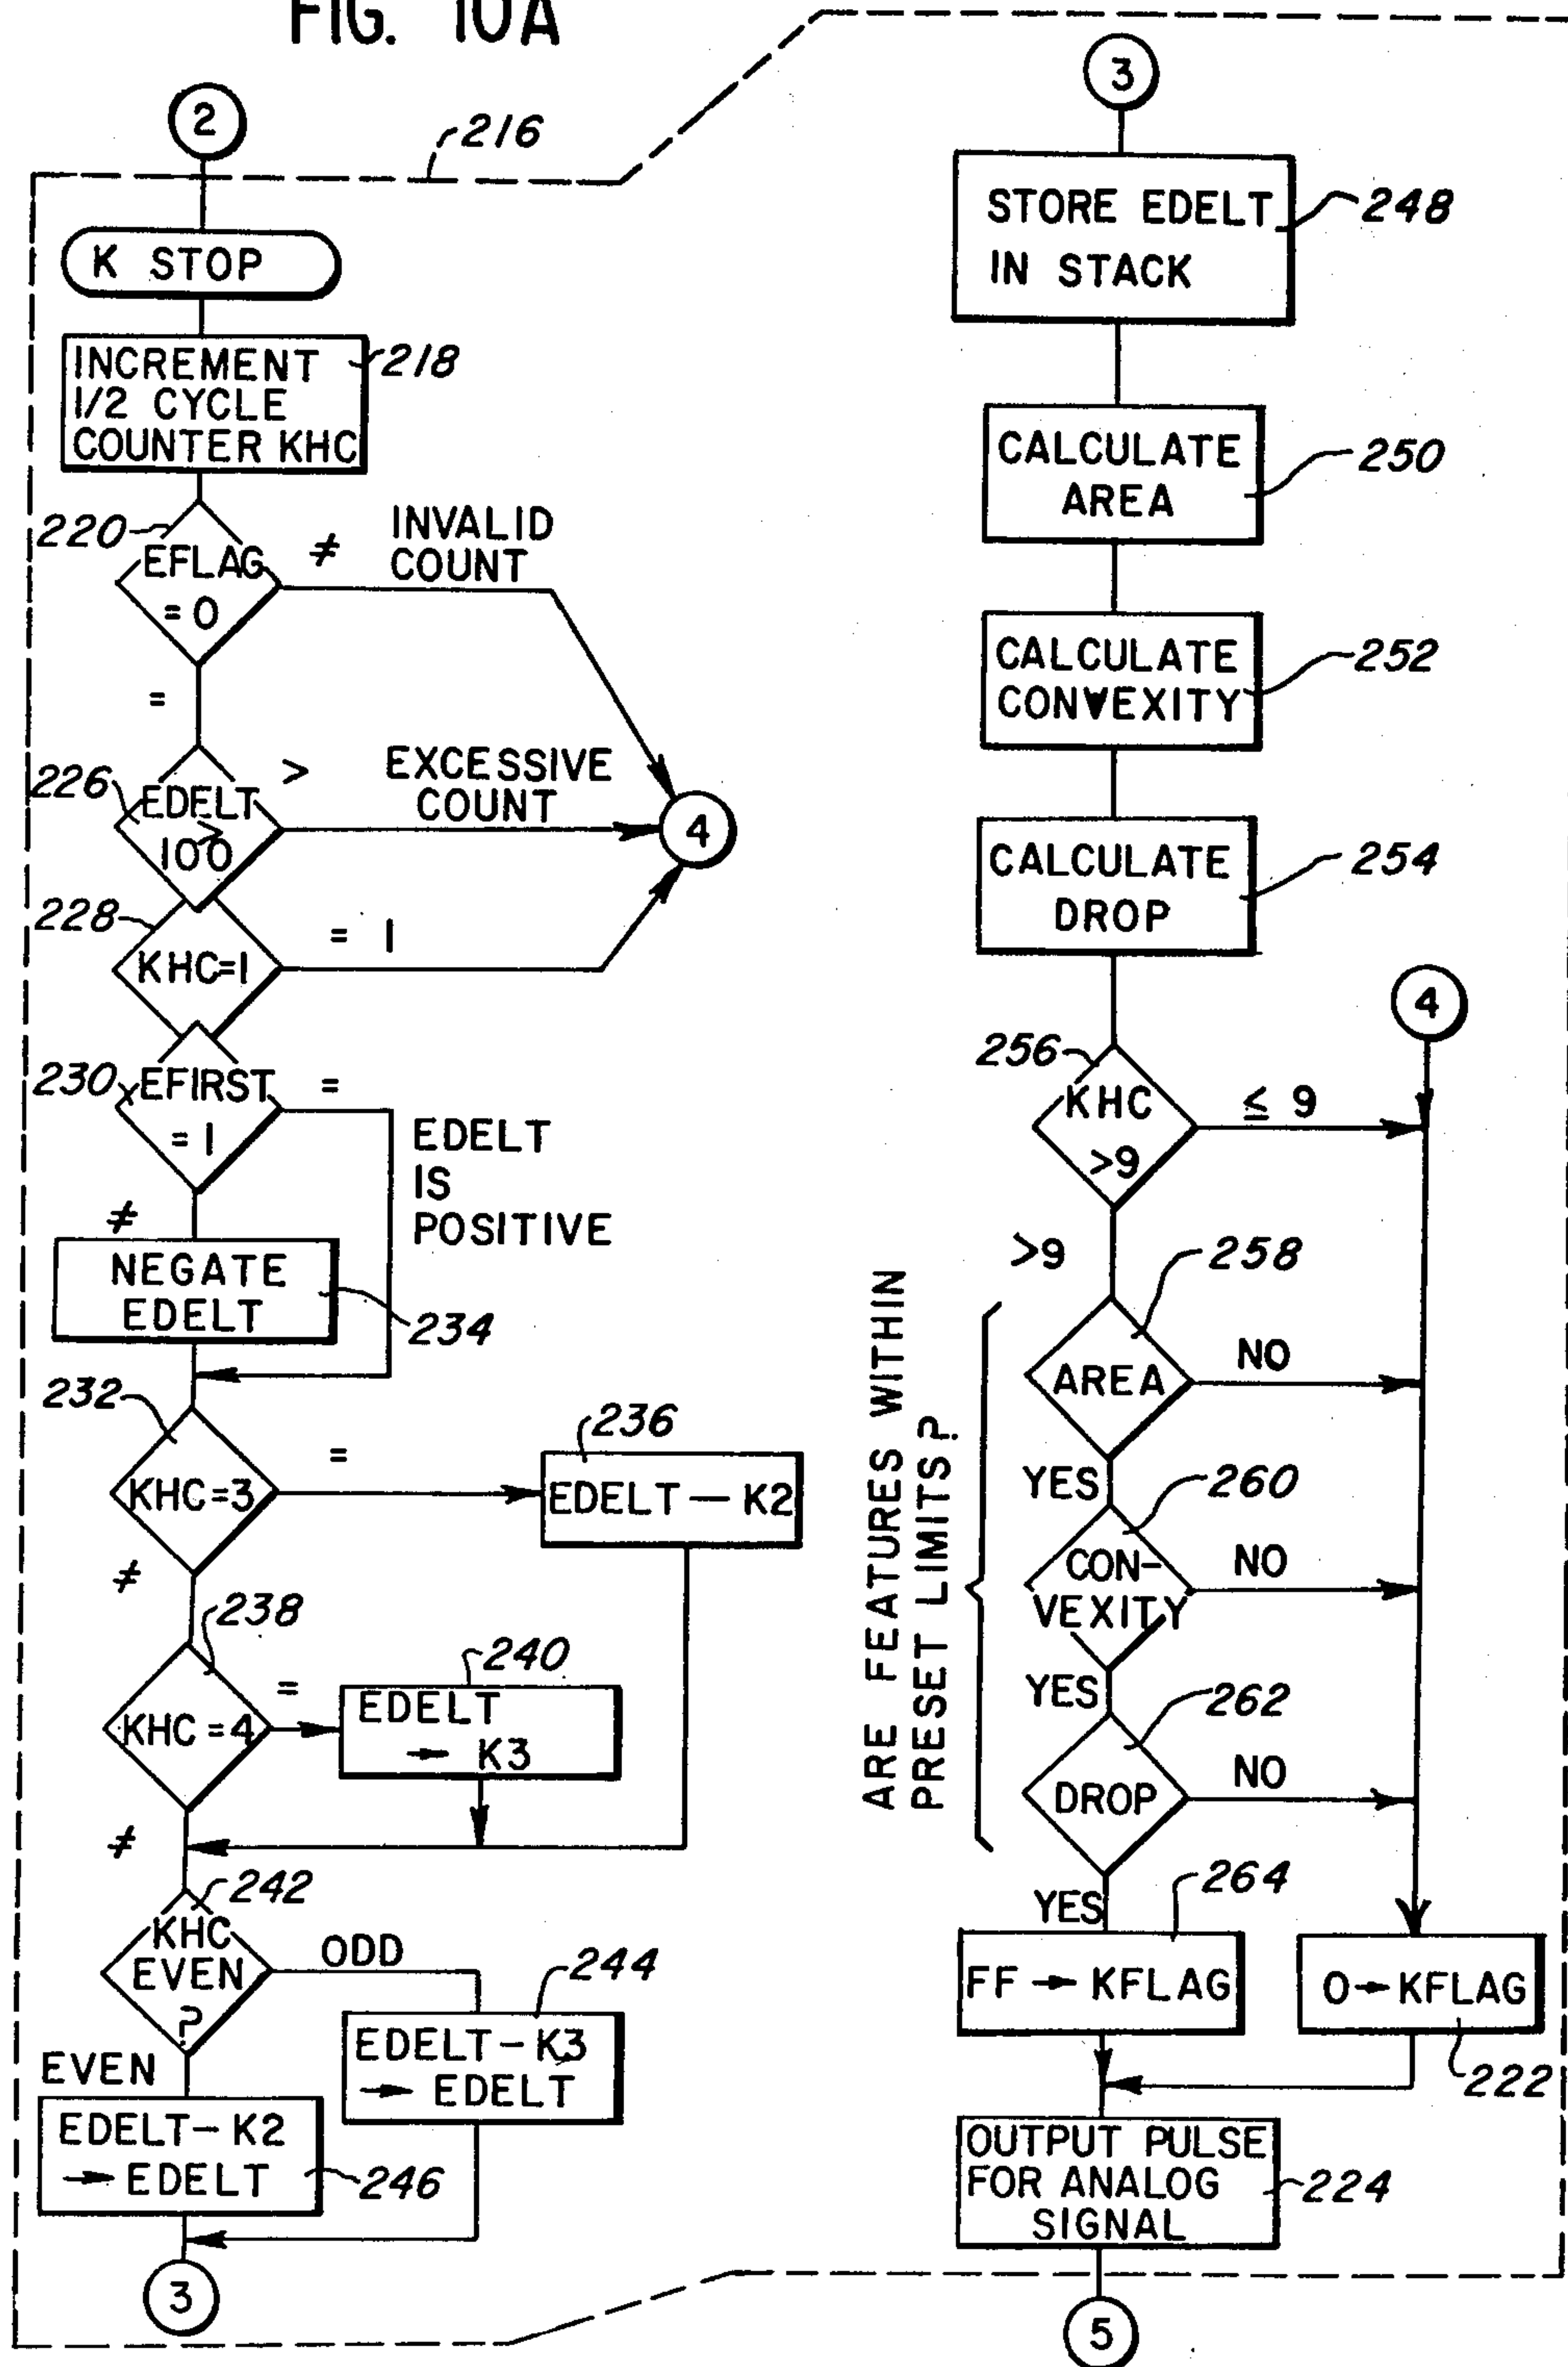 FIG. 10A
2
216
K STOP
INCREMENT
1/2 CYCLE
COUNTER KHC
218
220
EFLAG
= 0
≠
INVALID
COUNT
=
226
EDELT
>
100
>
EXCESSIVE
COUNT
4
228
KHC=1
= 1
230
EFIRST
= 1
=
EDELT
IS
POSITIVE
≠
NEGATE
EDELT
234
232
KHC=3
=
236
EDELT — K2
≠
238
KHC=4
=
240
EDELT
→ K3
≠
242
KHC
EVEN
?
ODD
244
EDELT-K3
→ EDELT
EVEN
EDELT-K2
→ EDELT
246
3
3
STORE EDELT
IN STACK
248
CALCULATE
AREA
250
CALCULATE
CONVEXITY
252
CALCULATE
DROP
254
4
256
KHC
>9
≤ 9
>9
ARE FEATURES WITHIN
PRESET LIMITS?
258
AREA
NO
YES
260
CON-
VEXITY
NO
YES
262
DROP
NO
YES
264
FF → KFLAG
0 → KFLAG
222
OUTPUT PULSE
FOR ANALOG
SIGNAL
224
5